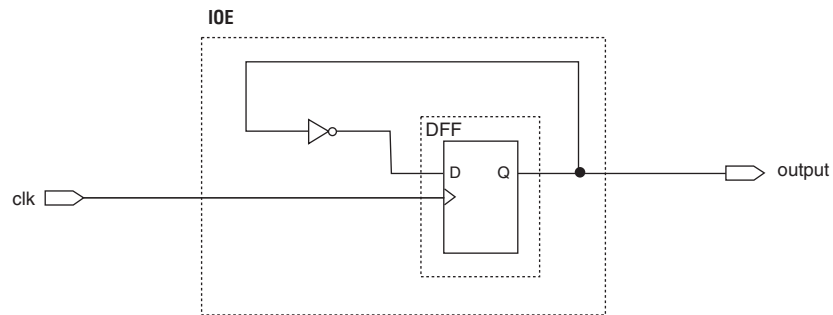 IOE
DFF
D Q
clk
output